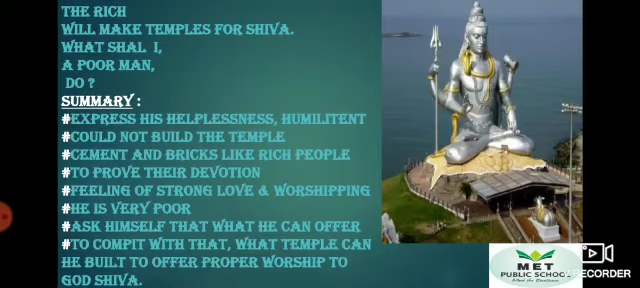 THE RICH
WILL MAKE TEMPLES FOR SHIVA.
WHAT SHAL I,
A POOR MAN,
DO ?
SUMMARY :
#EXPRESS HIS HELPLESSNESS, HUMILITENT
#COULD NOT BUILD THE TEMPLE
#CEMENT AND BRICKS LIKE RICH PEOPLE
#TO PROVE THEIR DEVOTION
#FEELING OF STRONG LOVE & WORSHIPPING
#HE IS VERY POOR
#ASK HIMSELF THAT WHAT HE CAN OFFER
#TO COMPIT WITH THAT, WHAT TEMPLE CAN
HE BUILT TO OFFER PROPER WORSHIP TO
GOD SHIVA.
MET
PUBLIC SCHOOL
RECORDER